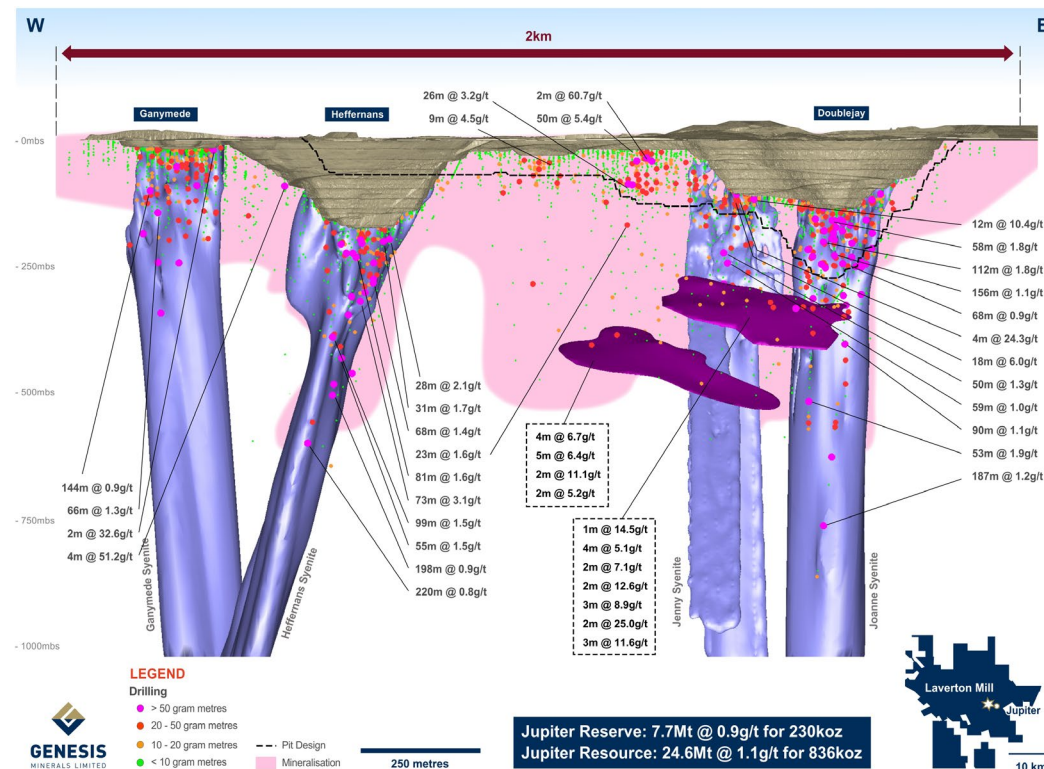 W
E
2km
Ganymede
Heffernans
Doublejay
26m @ 3.2g/t
9m @ 4.5g/t
2m @ 60.7g/t
50m @ 5.4g/t
- 0mbs
- 250mbs
- 500mbs
- 750mbs
- 1000mbs
144m @ 0.9g/t
66m @ 1.3g/t
2m @ 32.6g/t
4m @ 51.2g/t
28m @ 2.1g/t
31m @ 1.7g/t
68m @ 1.4g/t
23m @ 1.6g/t
81m @ 1.6g/t
73m @ 3.1g/t
99m @ 1.5g/t
55m @ 1.5g/t
198m @ 0.9g/t
220m @ 0.8g/t
4m @ 6.7g/t
5m @ 6.4g/t
2m @ 11.1g/t
2m @ 5.2g/t
1m @ 14.5g/t
4m @ 5.1g/t
2m @ 7.1g/t
2m @ 12.6g/t
3m @ 8.9g/t
2m @ 25.0g/t
3m @ 11.6g/t
12m @ 10.4g/t
58m @ 1.8g/t
112m @ 1.8g/t
156m @ 1.1g/t
68m @ 0.9g/t
4m @ 24.3g/t
18m @ 6.0g/t
50m @ 1.3g/t
59m @ 1.0g/t
90m @ 1.1g/t
53m @ 1.9g/t
187m @ 1.2g/t
Ganymede Syenite
Heffernans Syenite
Jenny Syenite
Joanne Syenite
LEGEND
Drilling
> 50 gram metres
20 - 50 gram metres
10 - 20 gram metres
< 10 gram metres
Pit Design
Mineralisation
250 metres
GENESIS
MINERALS LIMITED
Jupiter Reserve: 7.7Mt @ 0.9g/t for 230koz
Jupiter Resource: 24.6Mt @ 1.1g/t for 836koz
Laverton Mill
Jupiter
10 km